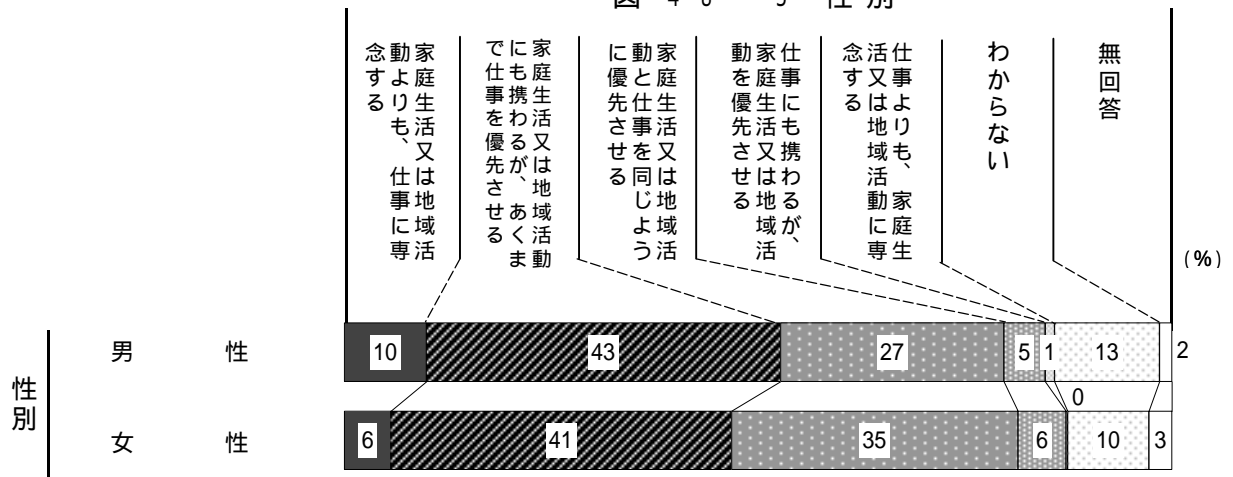 家庭生活又は地域活
動よりも、仕事に専
念する
家庭生活又は地域活動
にも携わるが、あくま
で仕事を優先させる
家庭生活又は地域活
動と仕事を同じよう
に優先させる
仕事にも携わるが、
家庭生活又は地域活
動を優先させる
仕事よりも、家庭生
活又は地域活動に専
念する
わからない
無回答
(%)
性別
男 性
10 43 27 5 1 13 2
0
女 性
6 41 35 6 10 3